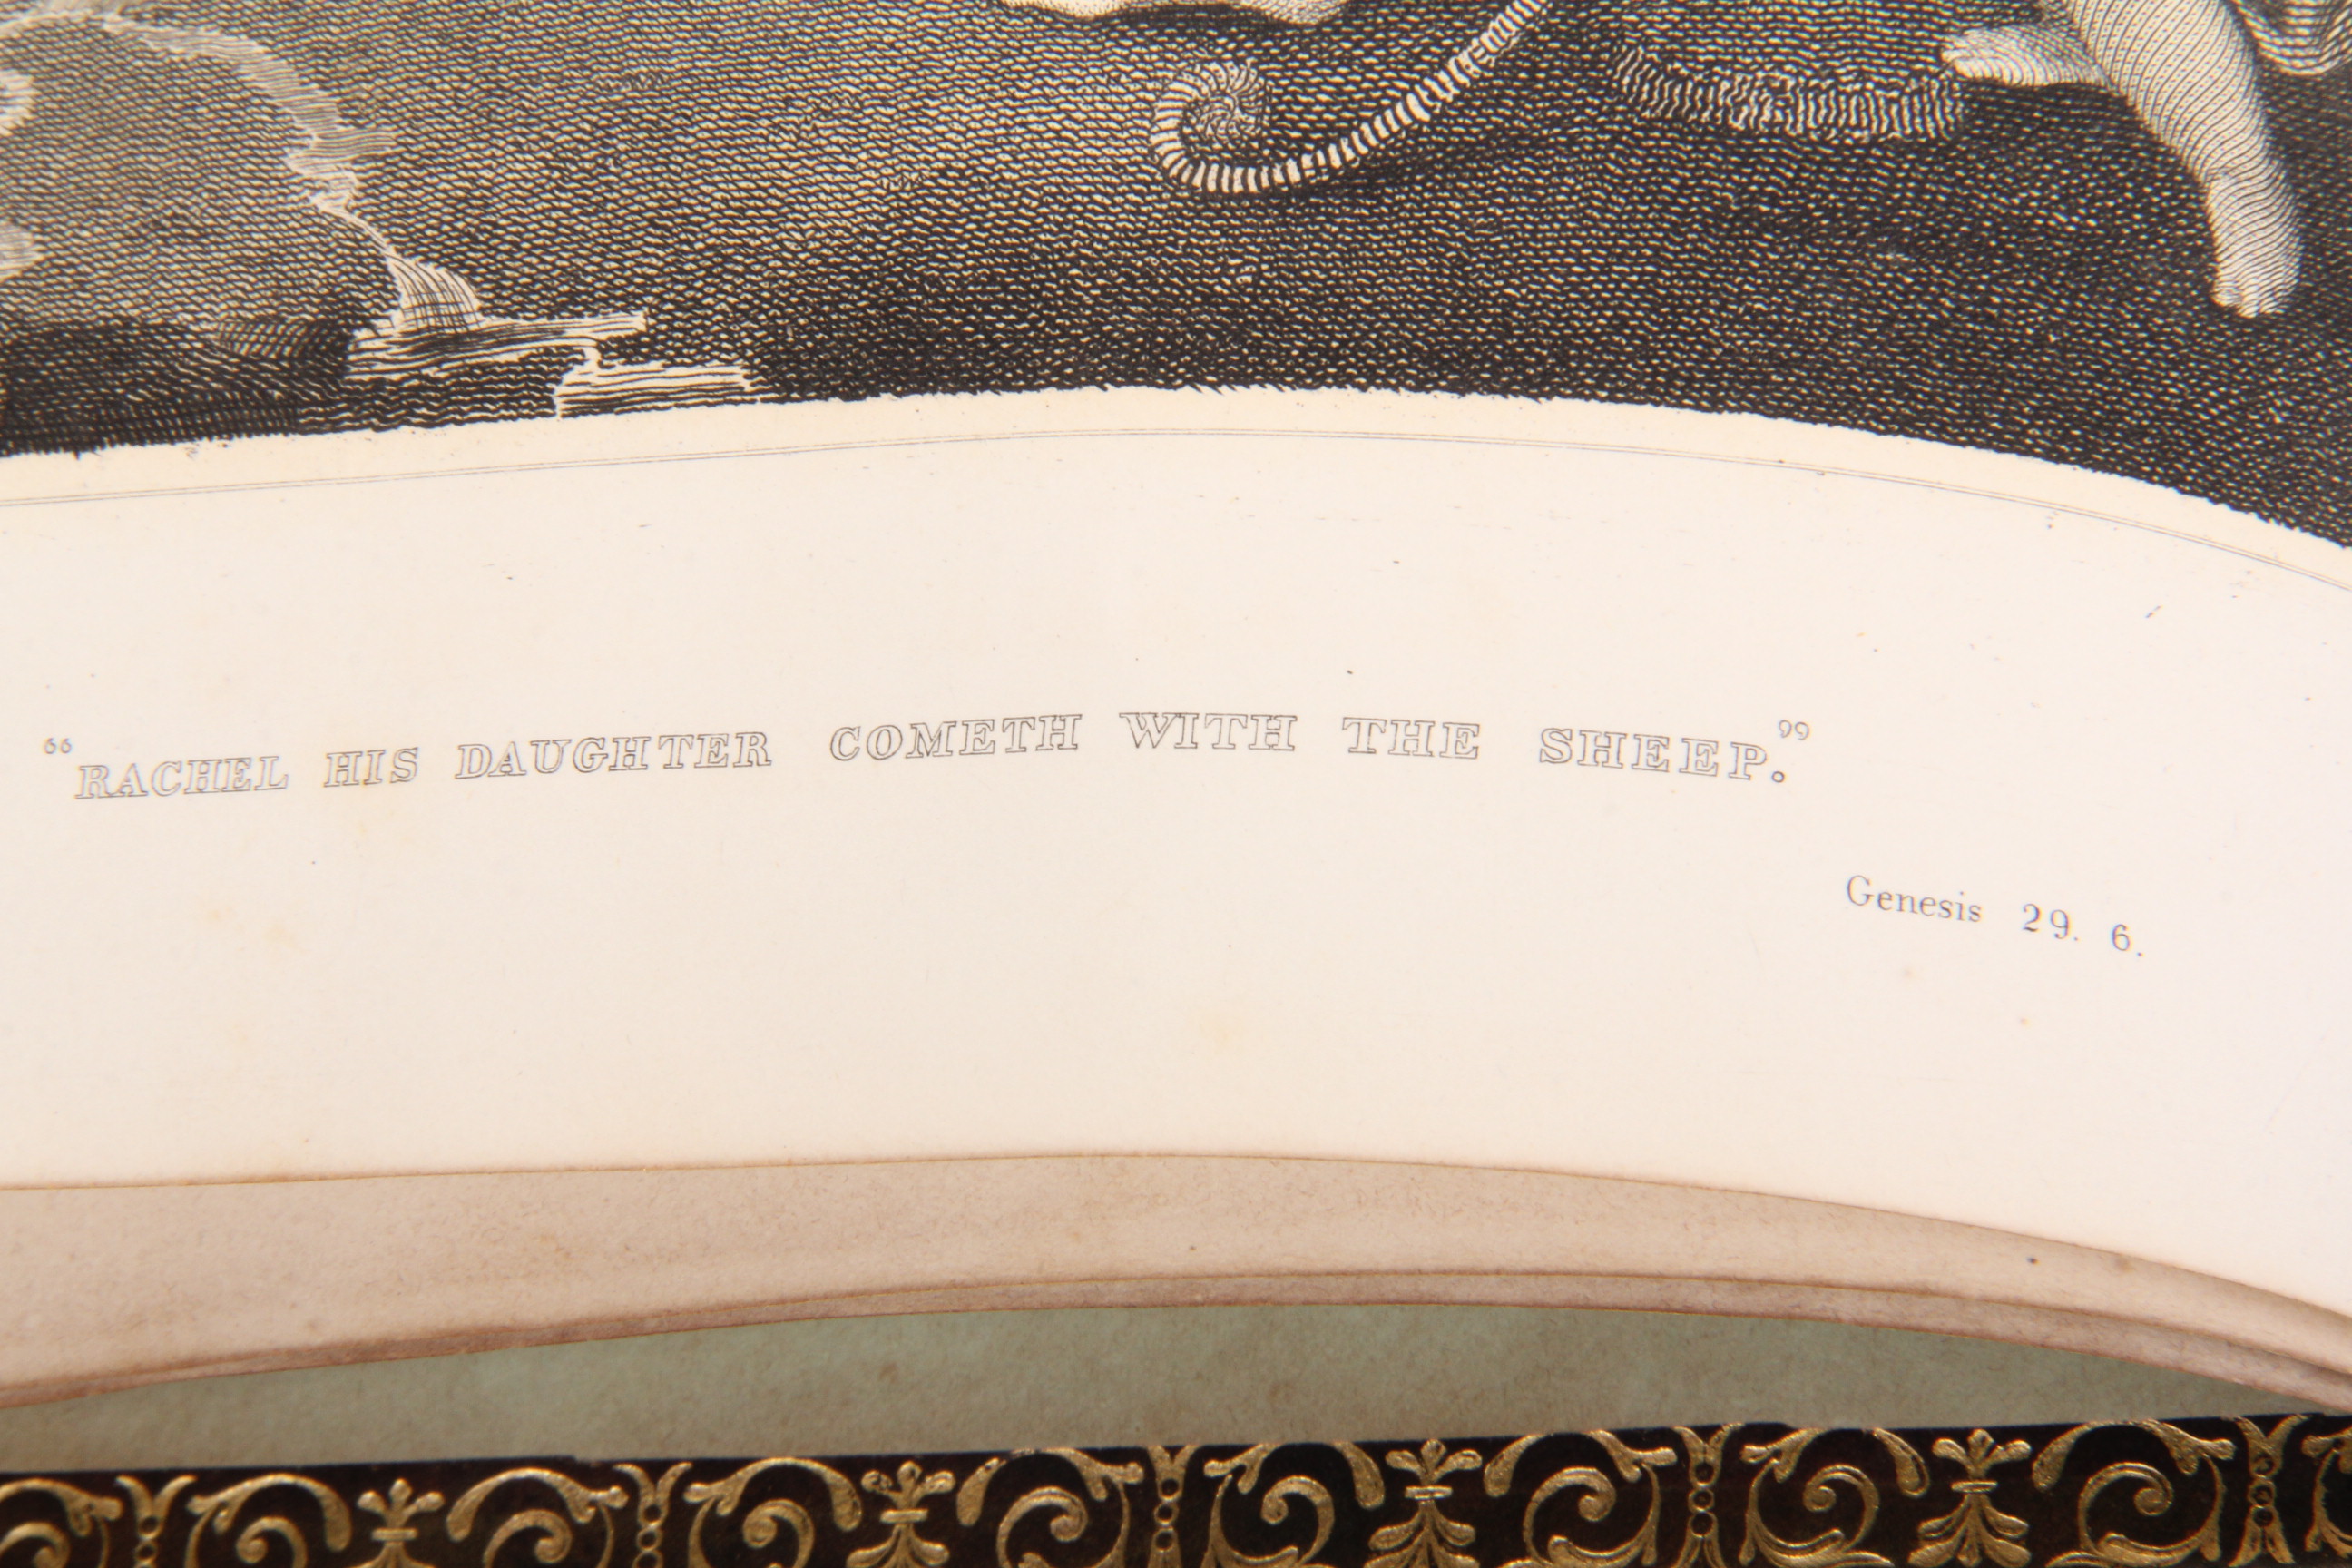 “RACHEL HIS DAUGHTER COMETH WITH THE SHEEP.”
Genesis 29. 6.